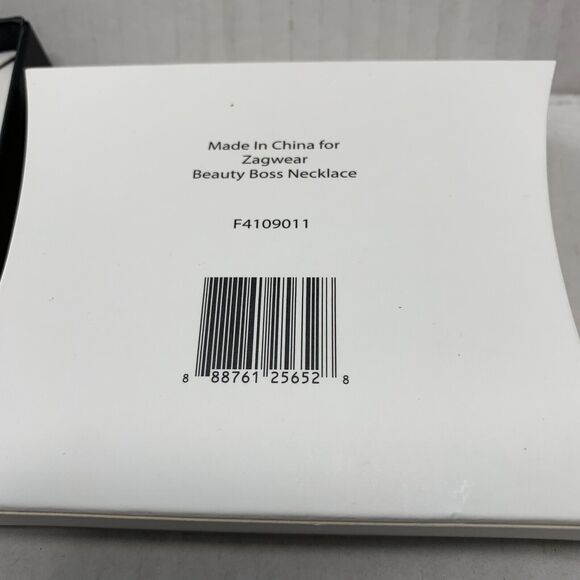 Made In China for
Zagwear
Beauty Boss Necklace
F4109011
8 88761 25652 8